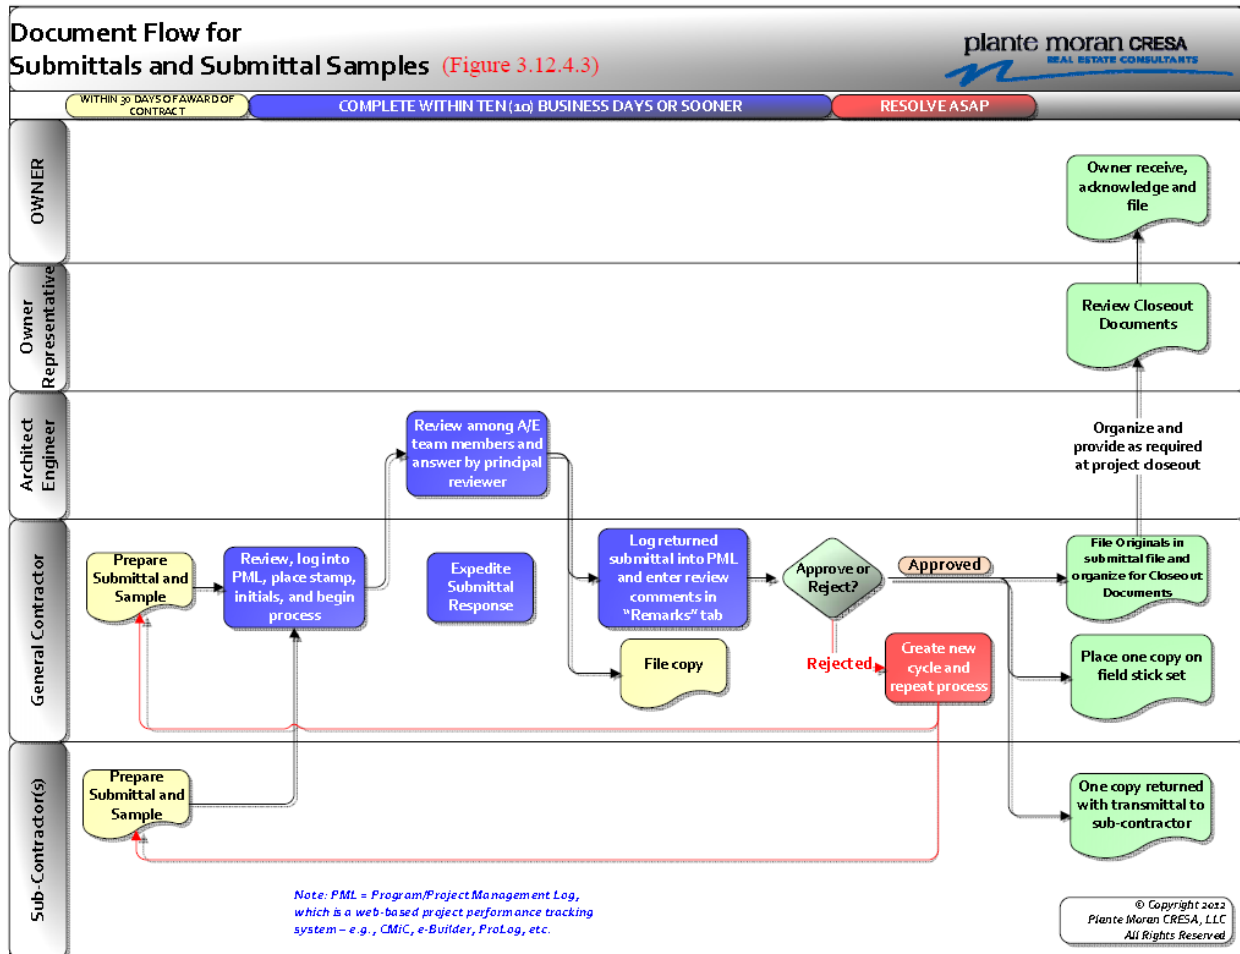 Document Flow for
Submittals and Submittal Samples (Figure 3.12.4.3)
plante moran CRESA
REAL ESTATE CONSULTANTS
WITHIN 30 DAYS OF AWARD OF
CONTRACT
COMPLETE WITHIN TEN (10) BUSINESS DAYS OR SOONER
RESOLVE ASAP
OWNER
Owner receive,
acknowledge and
file
Owner
Representative
Review Closeout
Documents
Architect
Engineer
Review among A/E
team members and
answer by principal
reviewer
Organize and
provide as required
at project closeout
General Contractor
Prepare
Submittal and
Sample
Review, log into
PML, place stamp,
initials, and begin
process
Expedite
Submittal
Response
Log returned
submittal into PML
and enter review
comments in
“Remarks” tab
Approve or
Reject?
Approved
File Originals in
submittal file and
organize for Closeout
Documents
File copy
Rejected
Create new
cycle and
repeat process
Place one copy on
field stick set
Sub-Contractor(s)
Prepare
Submittal and
Sample
One copy returned
with transmittal to
sub-contractor
Note: PML = Program/Project Management Log,
which is a web-based project performance tracking
system – e.g., CMiC, e-Builder, ProLog, etc.
© Copyright 2012
Plante Moran CRESA, LLC
All Rights Reserved